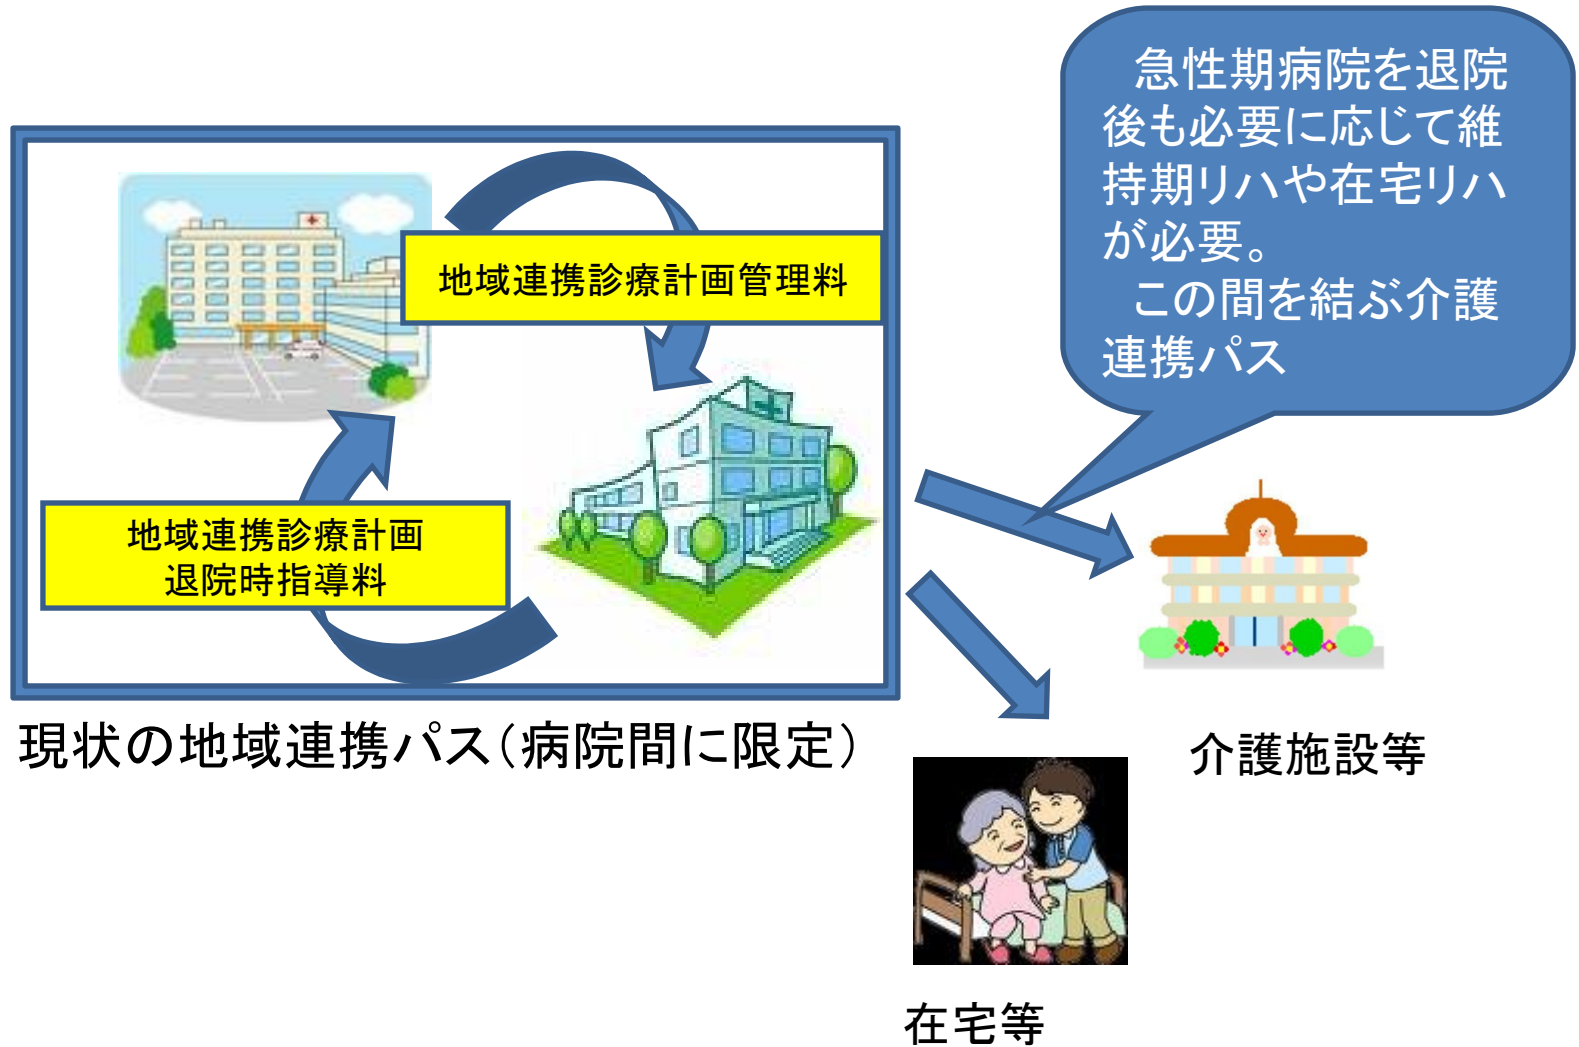 急性期病院を退院
後も必要に応じて維
持期リハや在宅リハ
が必要。
この間を結ぶ介護
連携パス
地域連携診療計画管理料
地域連携診療計画
退院時指導料
現状の地域連携パス（病院間に限定）
介護施設等
在宅等